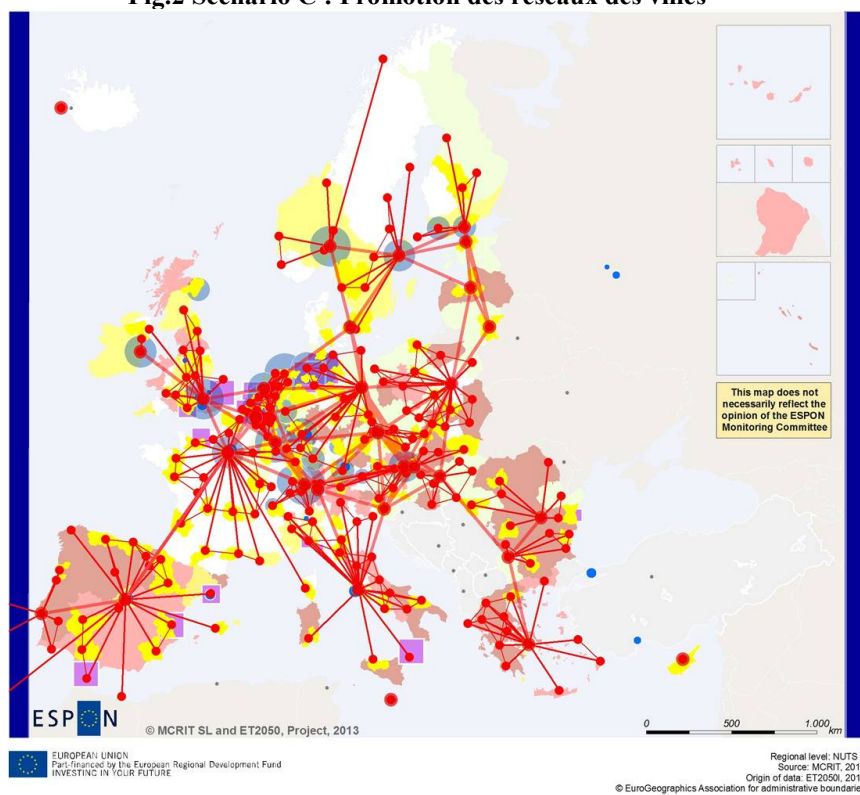 Fig.2 Scénario C : Promotion des réseaux des villes
This map does not
necessarily reflect the
opinion of the ESPON
Monitoring Committee
ESPON
© MCRIT SL and ET2050, Project, 2013
0 500 1.000
km
EUROPEAN UNION
Part-financed by the European Regional Development Fund
INVESTING IN YOUR FUTURE
Regional level: NUTS
Source: MCRIT, 201
Origin of data: ET2050I, 201
© EuroGeographics Association for administrative boundarie